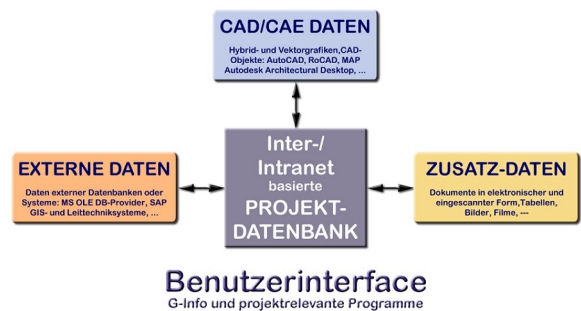 CAD/CAE DATEN
Hybrid- und Vektorgrafiken,CAD-
Objekte: AutoCAD, RoCAD, MAP
Autodesk Architectural Desktop, ...
EXTERNE DATEN
Daten externer Datenbanken oder
Systeme: MS OLE DB-Provider, SAP
GIS- und Leittechniksysteme, ...
Inter-/
Intranet
basierte
PROJEKT-
DATENBANK
ZUSATZ-DATEN
Dokumente in elektronischer und
eingescannter Form,Tabellen,
Bilder, Filme, ---
Benutzerinterface
G-Info und projektrelevante Programme